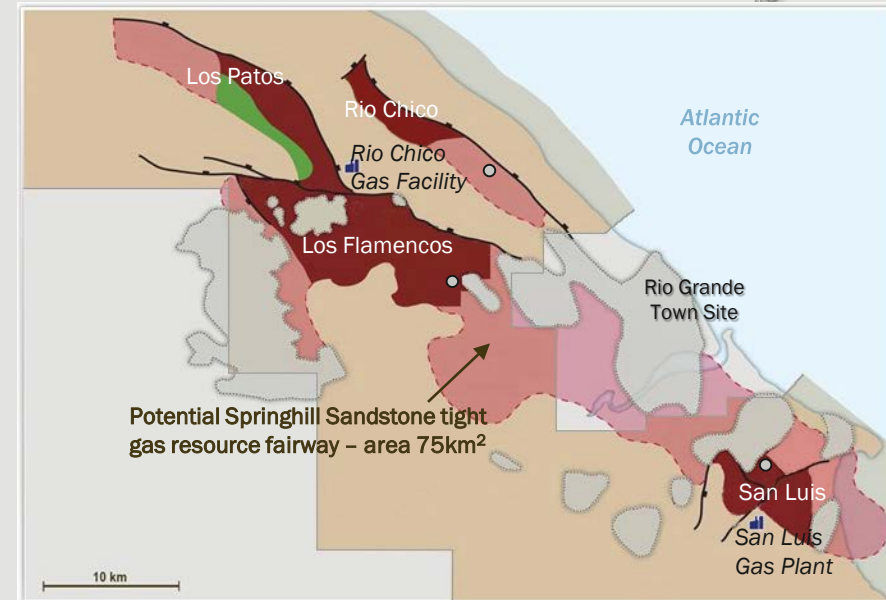 Los Patos
Rio Chico
Atlantic
Ocean
Rio Chico
Gas Facility
Los Flamencos
Rio Grande
Town Site
Potential Springhill Sandstone tight
gas resource fairway – area 75km²
San Luis
San Luis
Gas Plant
10 km